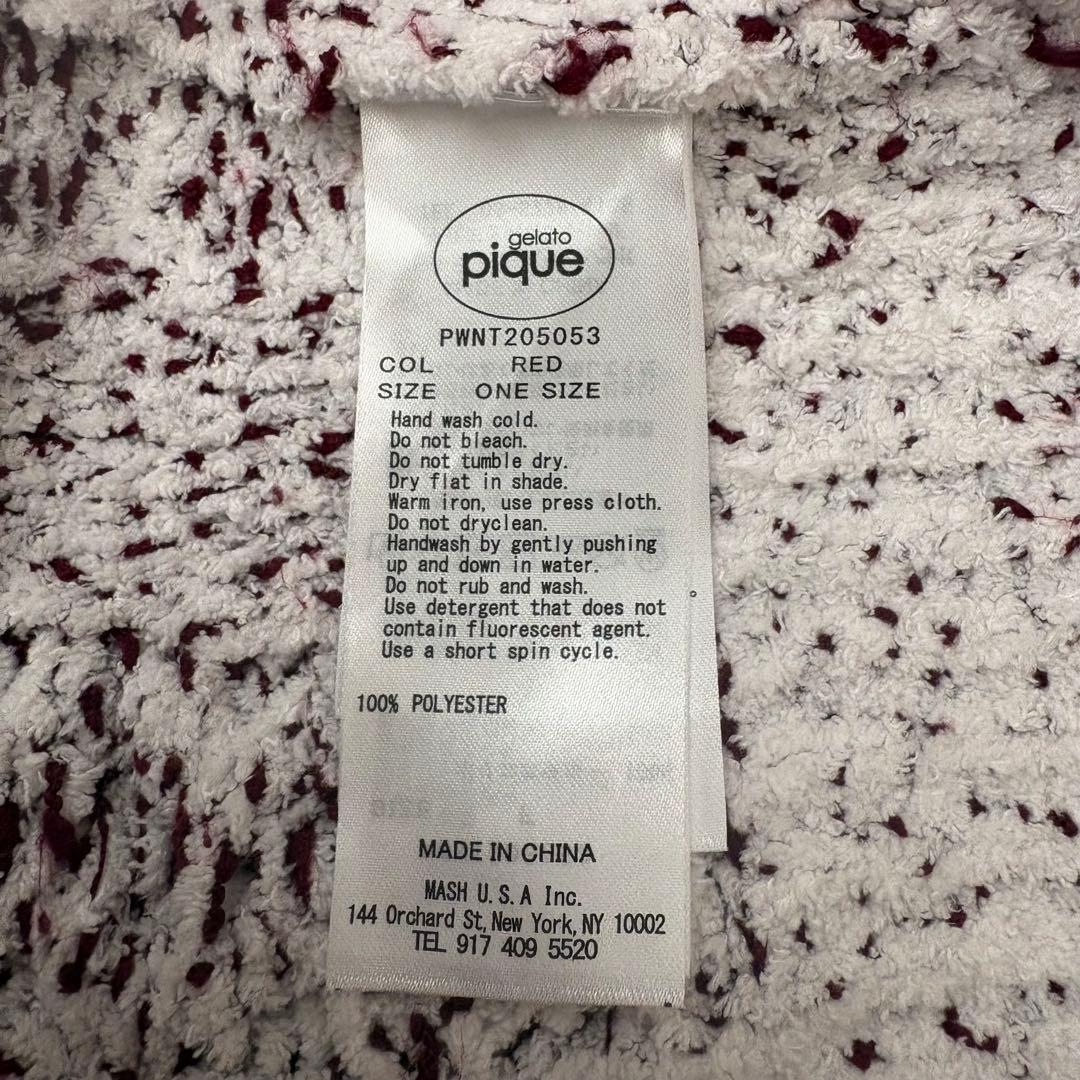 gelato
pique
PWNT205053
COL RED
SIZE ONE SIZE
Hand wash cold.
Do not bleach.
Do not tumble dry.
Dry flat in shade.
Warm iron, use press cloth.
Do not dryclean.
Handwash by gently pushing
up and down in water.
Do not rub and wash.
Use detergent that does not
contain fluorescent agent.
Use a short spin cycle.
100% POLYESTER
MADE IN CHINA
MASH U.S.A Inc.
144 Orchard St, New York, NY 10002
TEL 917 409 5520